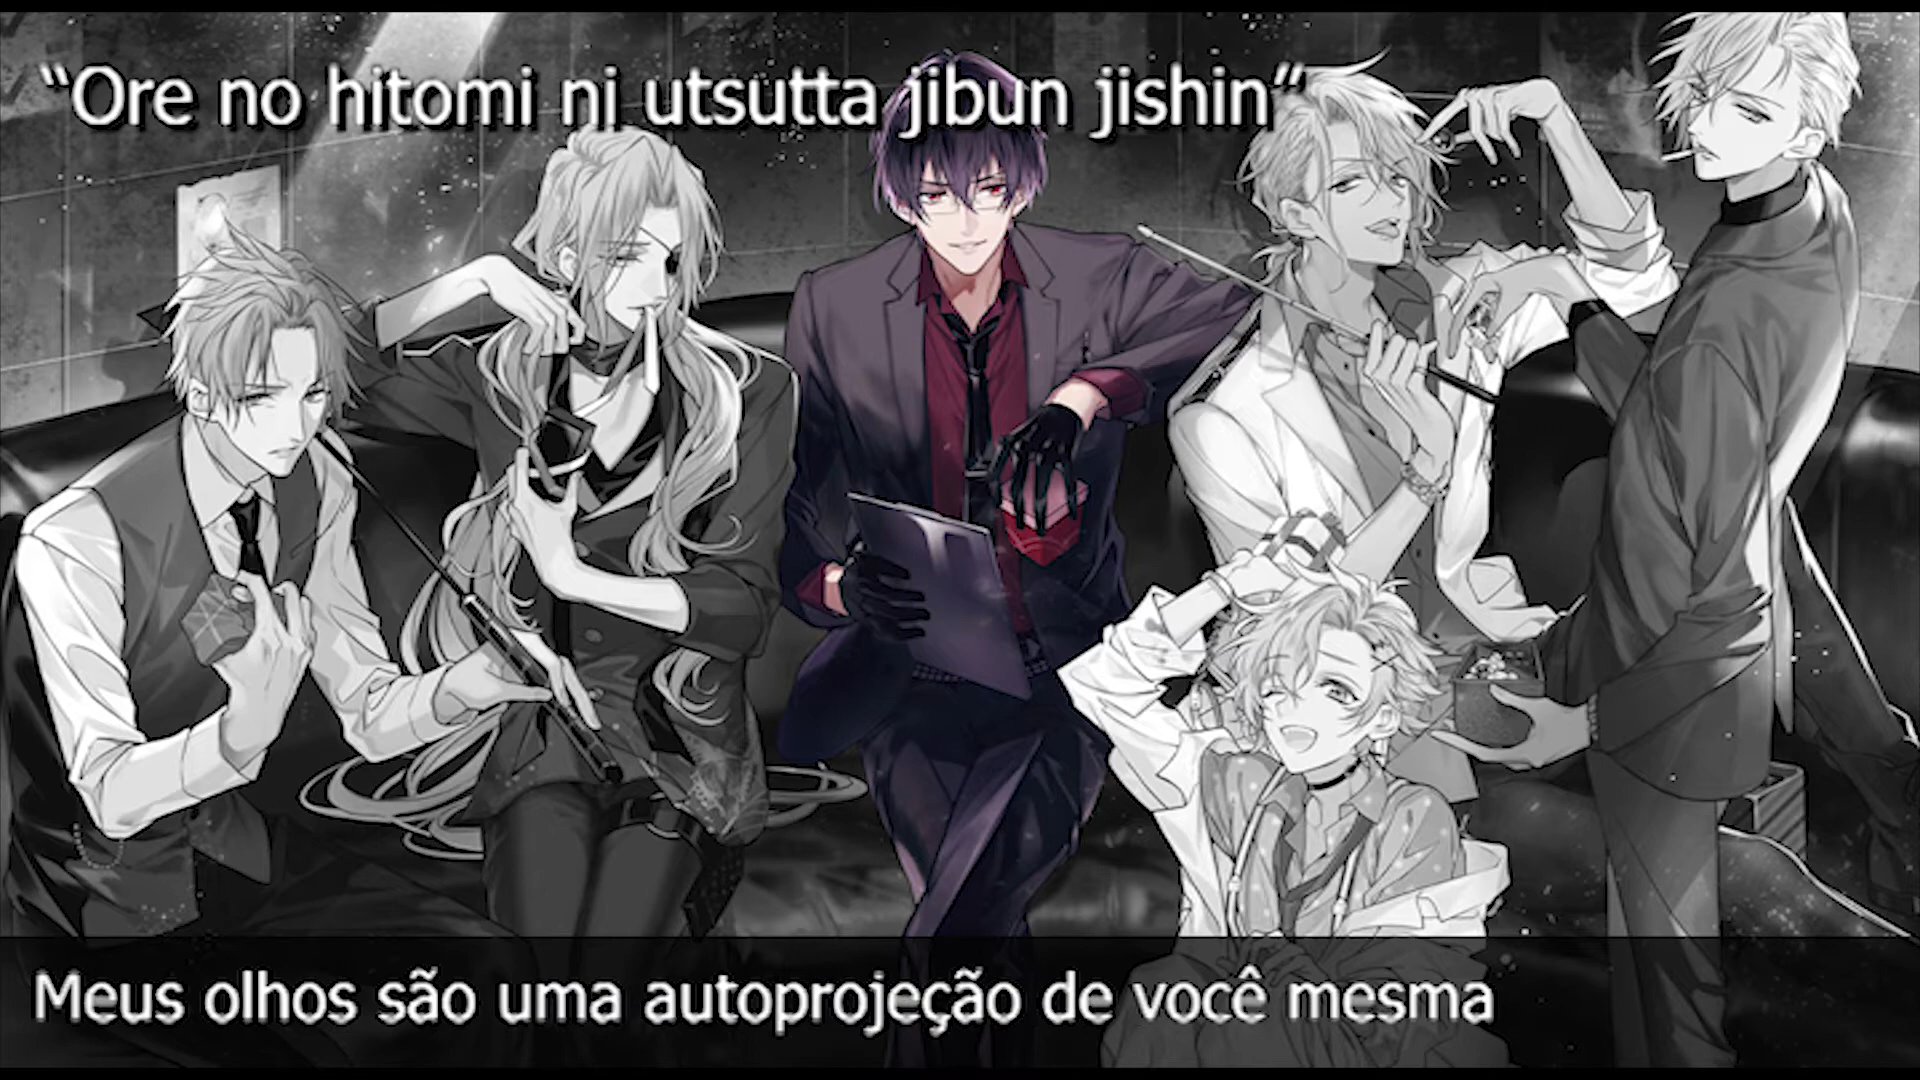 “Ore no hitomi ni utsutta jibun jishin”
Meus olhos são uma autoprojeção de você mesma